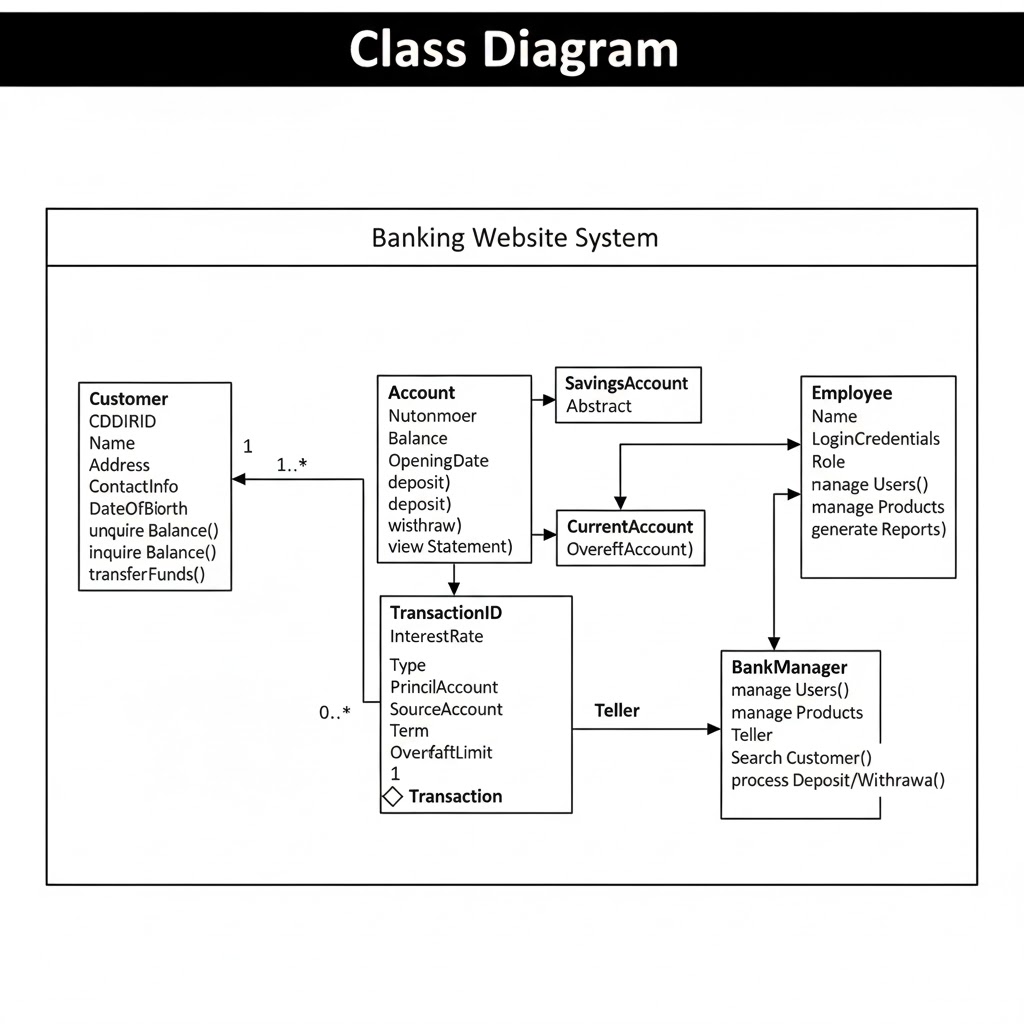 Class Diagram
Banking Website System
Customer
CDDIRID
Name
Address
ContactInfo
DateOfBiorth
unquire Balance()
inquire Balance()
transferFunds()
1
1..*
0..*
Account
Nutonmoer
Balance
OpeningDate
deposit)
deposit)
wisthraw)
view Statement)
SavingsAccount
Abstract
CurrentAccount
OvereffAccount)
Employee
Name
LoginCredentials
Role
nanage Users()
manage Products
generate Reports)
TransactionID
InterestRate
Type
PrincilAccount
SourceAccount
Term
OverfaftLimit
1
Transaction
Teller
BankManager
manage Users()
manage Products
Teller
Search Customer()
process Deposit/Withrawa()